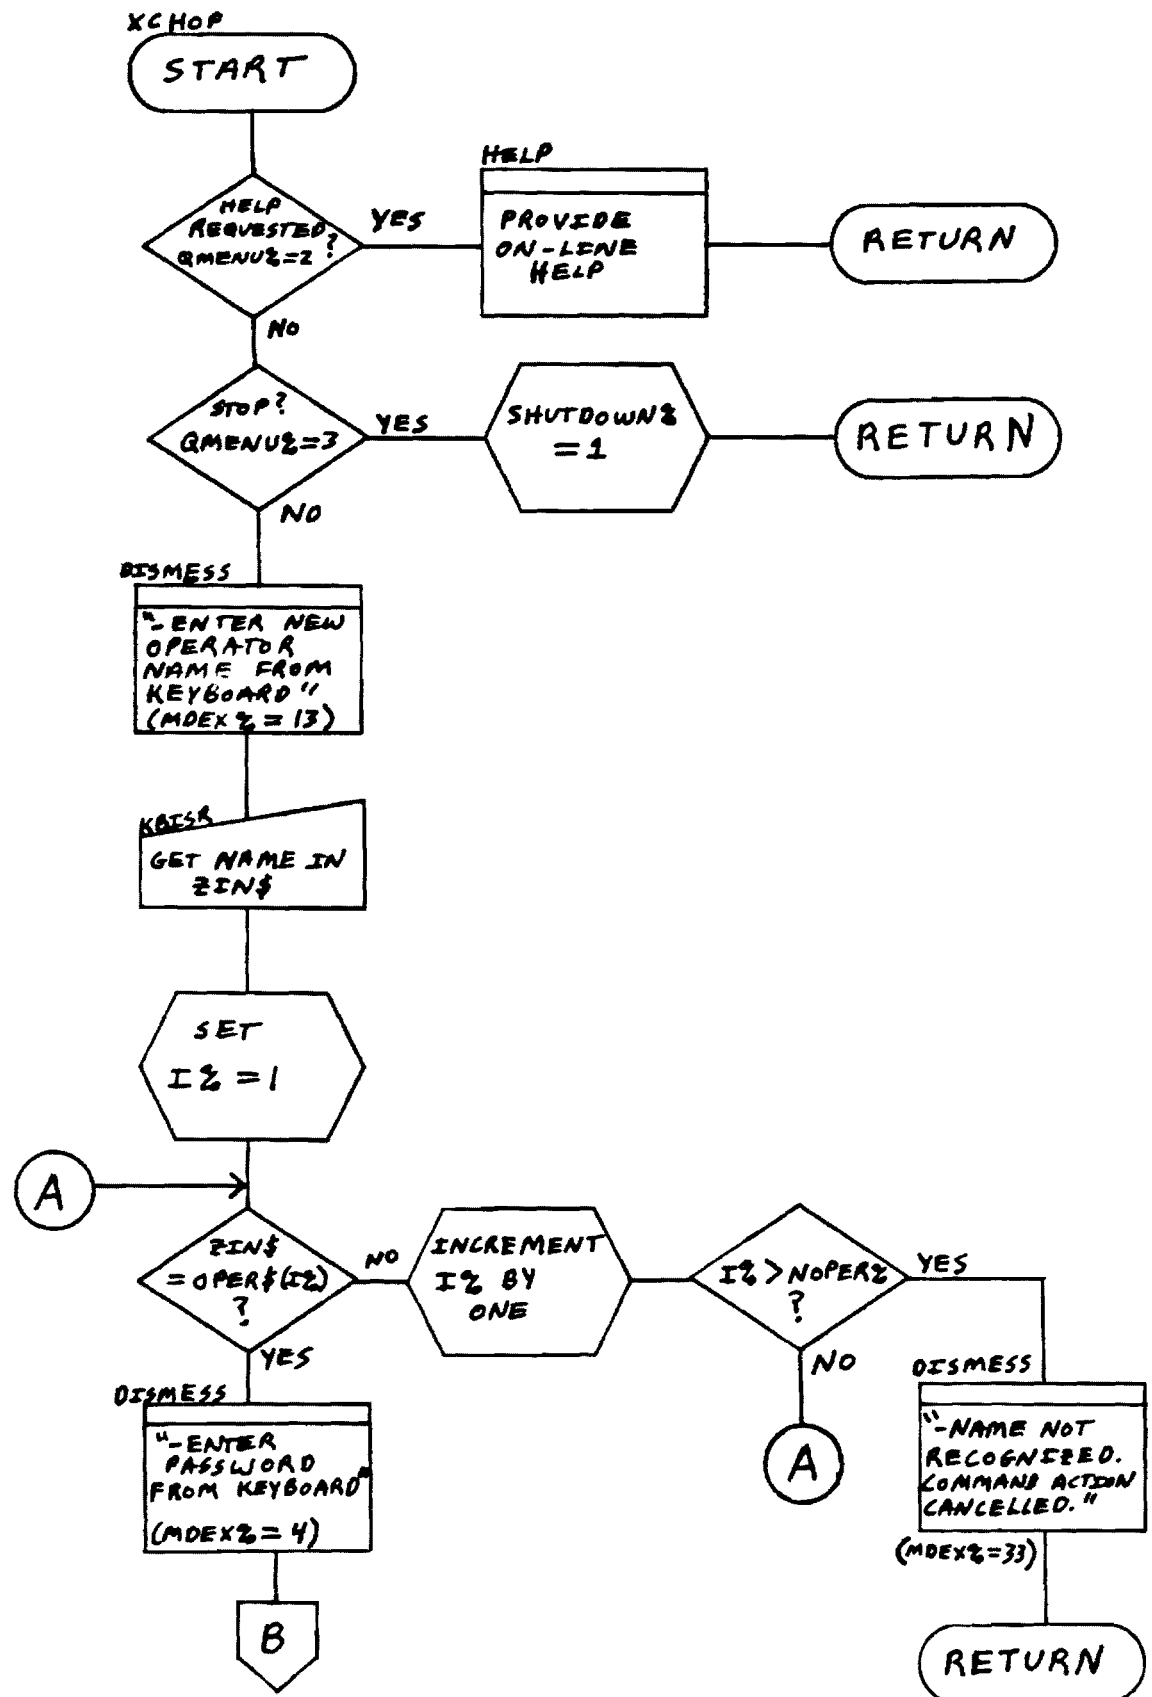 XCHOP
START
HELP
REQUESTED
QMENU%=2?
YES
HELP
PROVIDE
ON-LINE
HELP
RETURN
NO
STOP?
QMENU%=3
YES
SHUTDOWN%
=1
RETURN
NO
DISMESS
"-ENTER NEW
OPERATOR
NAME FROM
KEYBOARD"
(MDEX%=13)
KBISR
GET NAME IN
ZIN$
SET
I%=1
A
ZIN$
=OPER$(I%)
?
NO
INCREMENT
I% BY
ONE
I%>NOPER%
?
YES
YES
NO
DISMESS
"-ENTER
PASSWORD
FROM KEYBOARD"
(MDEX%=4)
A
DISMESS
"-NAME NOT
RECOGNIZED.
COMMAND ACTION
CANCELLED."
(MDEX%=33)
B
RETURN